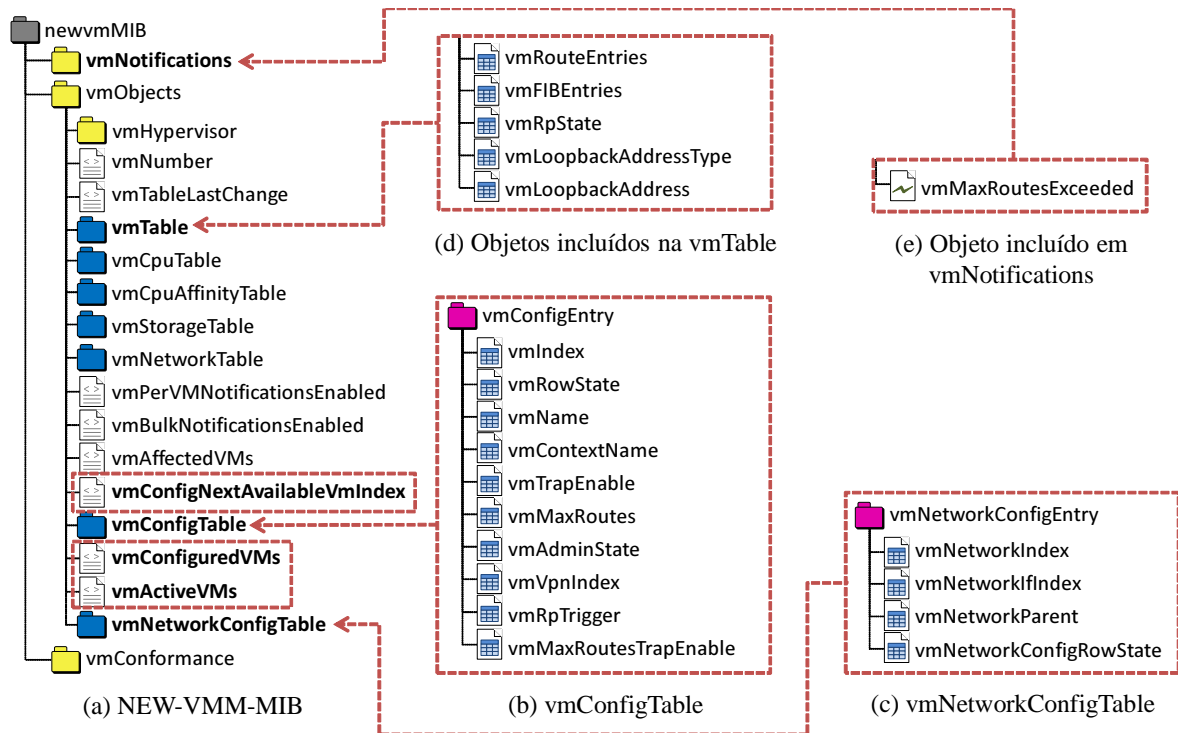 newvmMIB
vmNotifications
vmObjects
vmHypervisor
vmNumber
vmTableLastChange
vmTable
vmCpuTable
vmCpuAffinityTable
vmStorageTable
vmNetworkTable
vmPerVMNotificationsEnabled
vmBulkNotificationsEnabled
vmAffectedVMs
vmConfigNextAvailableVmIndex
vmConfigTable
vmConfiguredVMs
vmActiveVMs
vmNetworkConfigTable
vmConformance
(a) NEW-VMM-MIB
vmRouteEntries
vmFIBEntries
vmRpState
vmLoopbackAddressType
vmLoopbackAddress
(d) Objetos incluídos na vmTable
vmConfigEntry
vmIndex
vmRowState
vmName
vmContextName
vmTrapEnable
vmMaxRoutes
vmAdminState
vmVpnIndex
vmRpTrigger
vmMaxRoutesTrapEnable
(b) vmConfigTable
vmMaxRoutesExceeded
(e) Objeto incluído em
vmNotifications
vmNetworkConfigEntry
vmNetworkIndex
vmNetworkIfIndex
vmNetworkParent
vmNetworkConfigRowState
(c) vmNetworkConfigTable